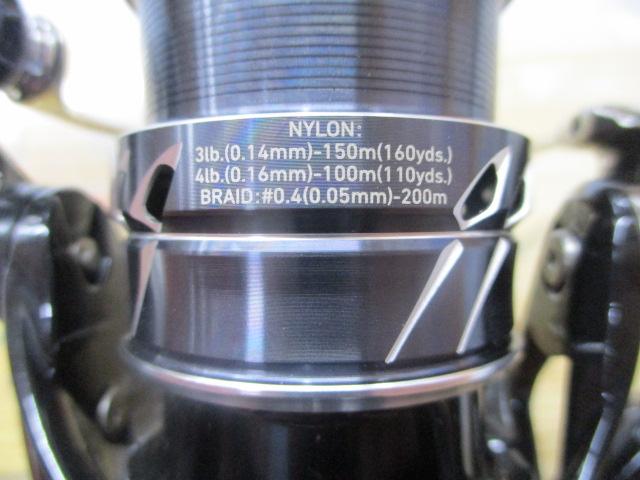 NYLON:
3lb.(0.14mm)-150m(160yds.)
4lb.(0.16mm)-100m(110yds.)
BRAID:#0.4(0.05mm)-200m